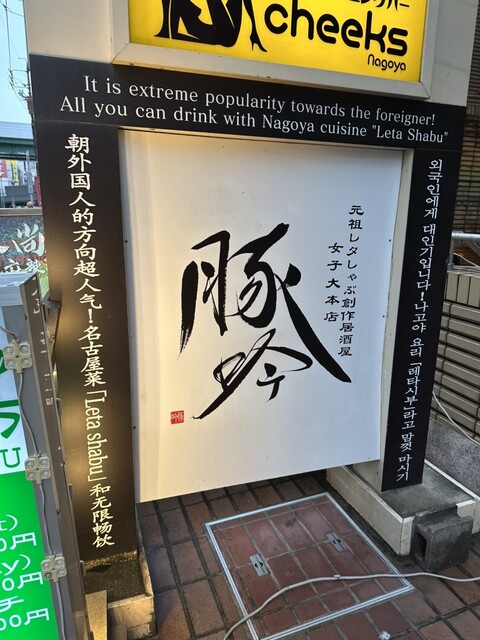 cheeks
Nagoya
It is extreme popularity towards the foreigner!
All you can drink with Nagoya cuisine "Leta Shabu"
朝外国人的方向超人气！名古屋菜「Leta shabu」和无限畅饮
元祖レタしゃぶ創作居酒屋
女子大本店
豚吟
외국인에게 대인기입니다！나고야 요리「레타시부」라고 맘껏 마시기